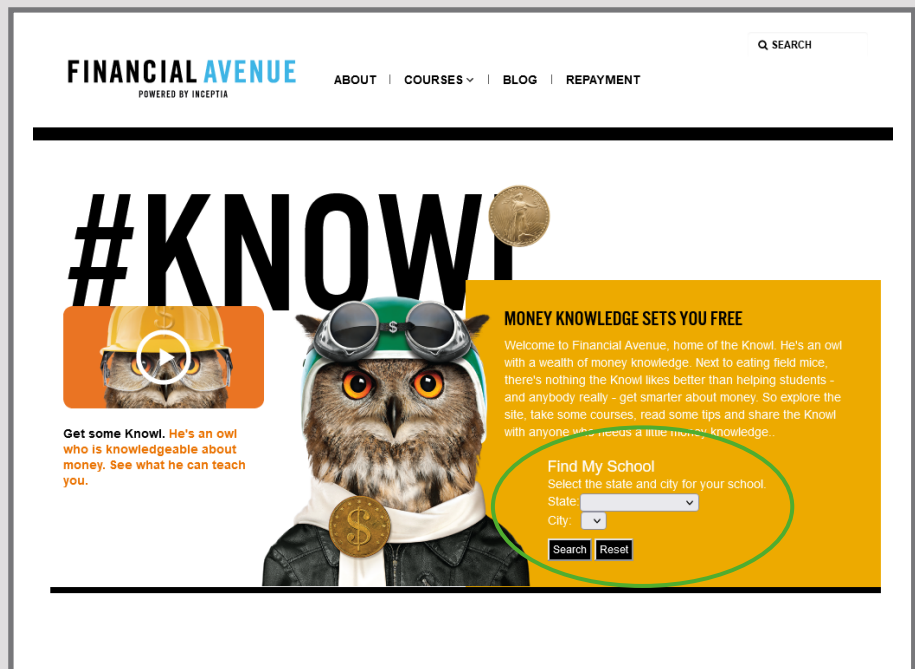 SEARCH
FINANCIAL AVENUE
POWERED BY INCEPTIA
ABOUT | COURSES | BLOG | REPAYMENT
#KNOWL
MONEY KNOWLEDGE SETS YOU FREE
Welcome to Financial Avenue, home of the Knowl. He's an owl
with a wealth of money knowledge. Next to eating field mice,
there's nothing the Knowl likes better than helping students -
and anybody really - get smarter about money. So explore the
site, take some courses, read some tips and share the Knowl
with anyone who needs a little money knowledge..
$
$
Get some Knowl. He's an owl
who is knowledgeable about
money. See what he can teach
you.
Find My School
Select the state and city for your school.
State:
City:
Search Reset
$